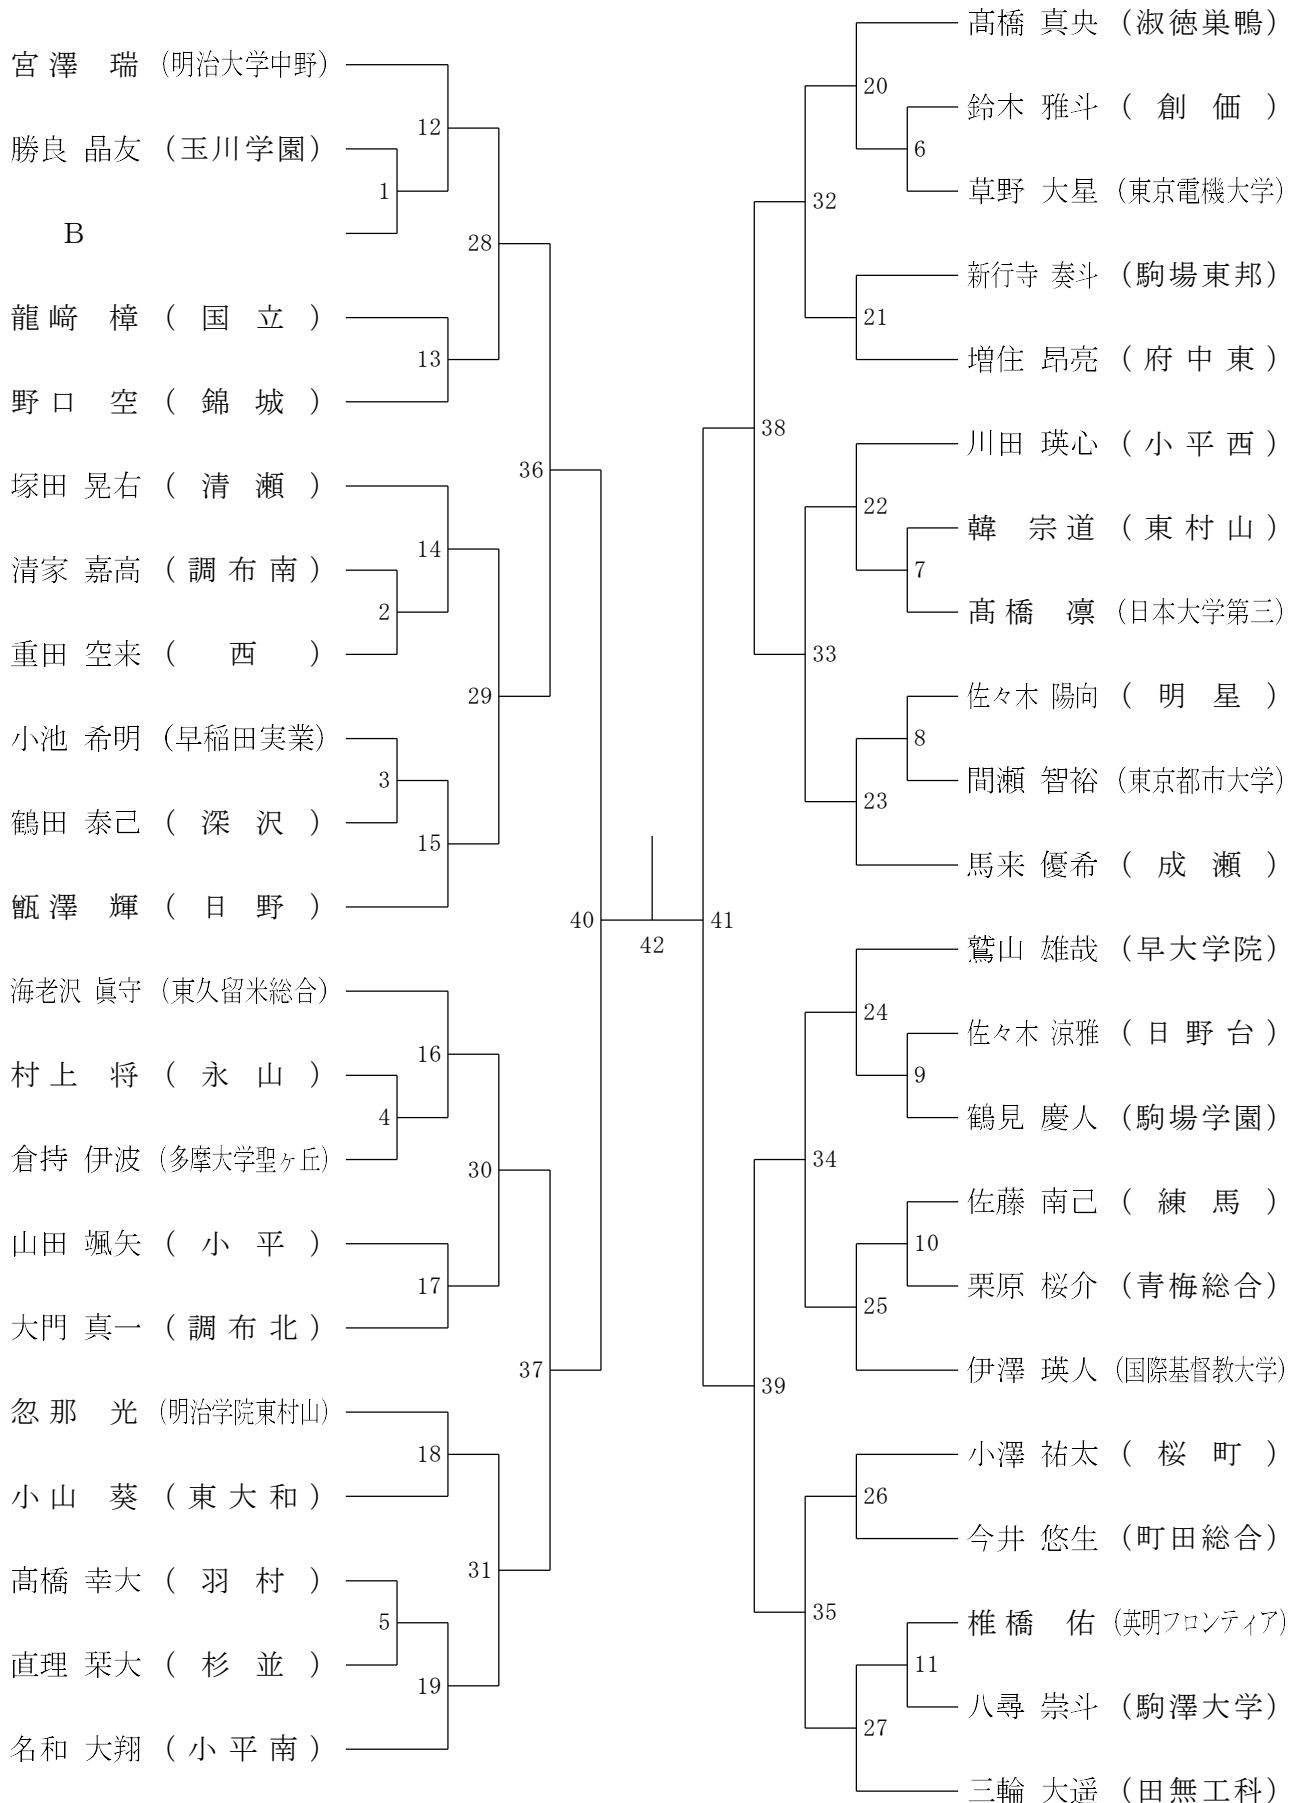 宮澤 瑞 (明治大学中野)
勝良 晶友 (玉川学園)
B
龍﨑 樟 (国立)
野口 空 (錦城)
塚田 晃右 (清瀬)
清家 嘉高 (調布南)
重田 空来 (西)
小池 希明 (早稲田実業)
鶴田 泰己 (深沢)
甑澤 輝 (日野)
海老沢 眞守 (東久留米総合)
村上 将 (永山)
倉持 伊波 (多摩大学聖ヶ丘)
山田 颯矢 (小平)
大門 真一 (調布北)
忽那 光 (明治学院東村山)
小山 葵 (東大和)
髙橋 幸大 (羽村)
直理 栞大 (杉並)
名和 大翔 (小平南)
1
2
3
4
5
12
13
14
15
16
17
18
19
28
29
30
31
36
37
40
42
41
38
39
32
33
34
35
20
21
22
23
24
25
26
27
6
7
8
9
10
11
髙橋 真央 (淑徳巣鴨)
鈴木 雅斗 (創価)
草野 大星 (東京電機大学)
新行寺 奏斗 (駒場東邦)
増住 昂亮 (府中東)
川田 瑛心 (小平西)
韓 宗道 (東村山)
髙橋 凛 (日本大学第三)
佐々木 陽向 (明星)
間瀬 智裕 (東京都市大学)
馬来 優希 (成瀬)
鷲山 雄哉 (早大学院)
佐々木 涼雅 (日野台)
鶴見 慶人 (駒場学園)
佐藤 南己 (練馬)
栗原 桜介 (青梅総合)
伊澤 瑛人 (国際基督教大学)
小澤 祐太 (桜町)
今井 悠生 (町田総合)
椎橋 佑 (英明フロンティア)
八尋 崇斗 (駒澤大学)
三輪 大遥 (田無工科)